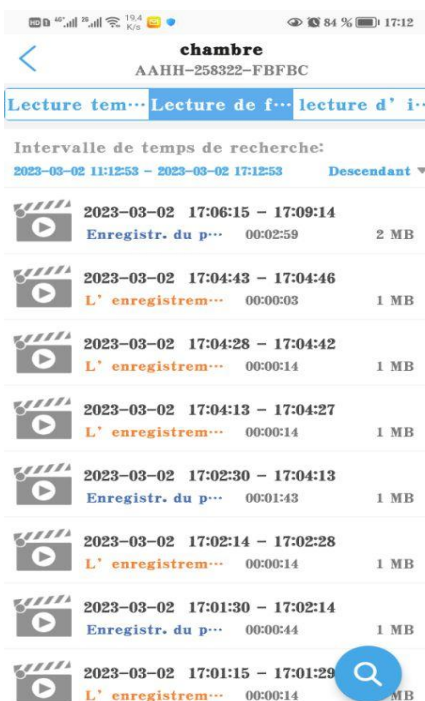 HD 4G 2B 19,4 K/s 84 % 17:12
chambre
AAHH-258322-FBFBC
Lecture tem··· Lecture de f··· lecture d’ i··
Intervalle de temps de recherche:
2023-03-02 11:12:53 - 2023-03-02 17:12:53 Descendant
2023-03-02 17:06:15 - 17:09:14
Enregistr. du p··· 00:02:59 2 MB
2023-03-02 17:04:43 - 17:04:46
L’ enregistrem··· 00:00:03 1 MB
2023-03-02 17:04:28 - 17:04:42
L’ enregistrem··· 00:00:14 1 MB
2023-03-02 17:04:13 - 17:04:27
L’ enregistrem··· 00:00:14 1 MB
2023-03-02 17:02:30 - 17:04:13
Enregistr. du p··· 00:01:43 1 MB
2023-03-02 17:02:14 - 17:02:28
L’ enregistrem··· 00:00:14 1 MB
2023-03-02 17:01:30 - 17:02:14
Enregistr. du p··· 00:00:44 1 MB
2023-03-02 17:01:15 - 17:01:29
L’ enregistrem··· 00:00:14 MB